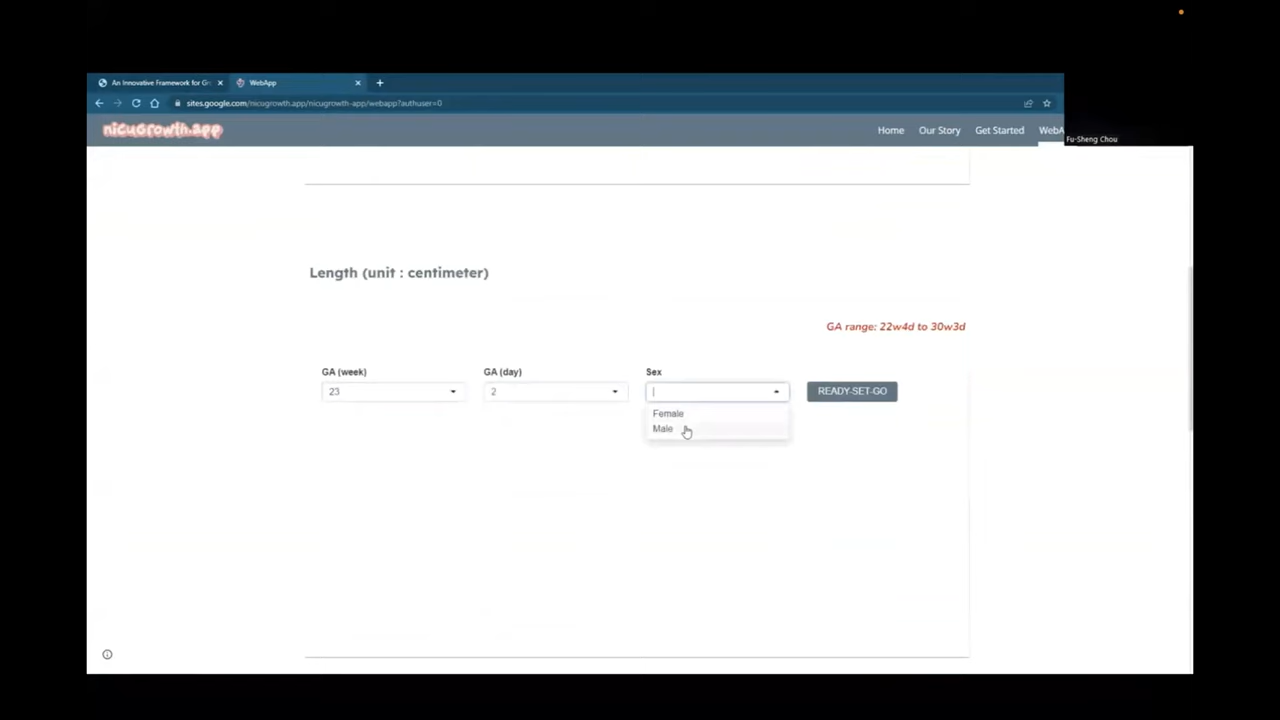 An Innovative Framework for Gr
WebApp
sites.google.com/nicugrowth.app/nicugrowth-app/webapp?authuser=0
nicugrowth.app
Home
Our Story
Get Started
WebA
Fu-Sheng Chou
Length (unit : centimeter)
GA range: 22w4d to 30w3d
GA (week)
GA (day)
Sex
23
2
READY-SET-GO
Female
Male